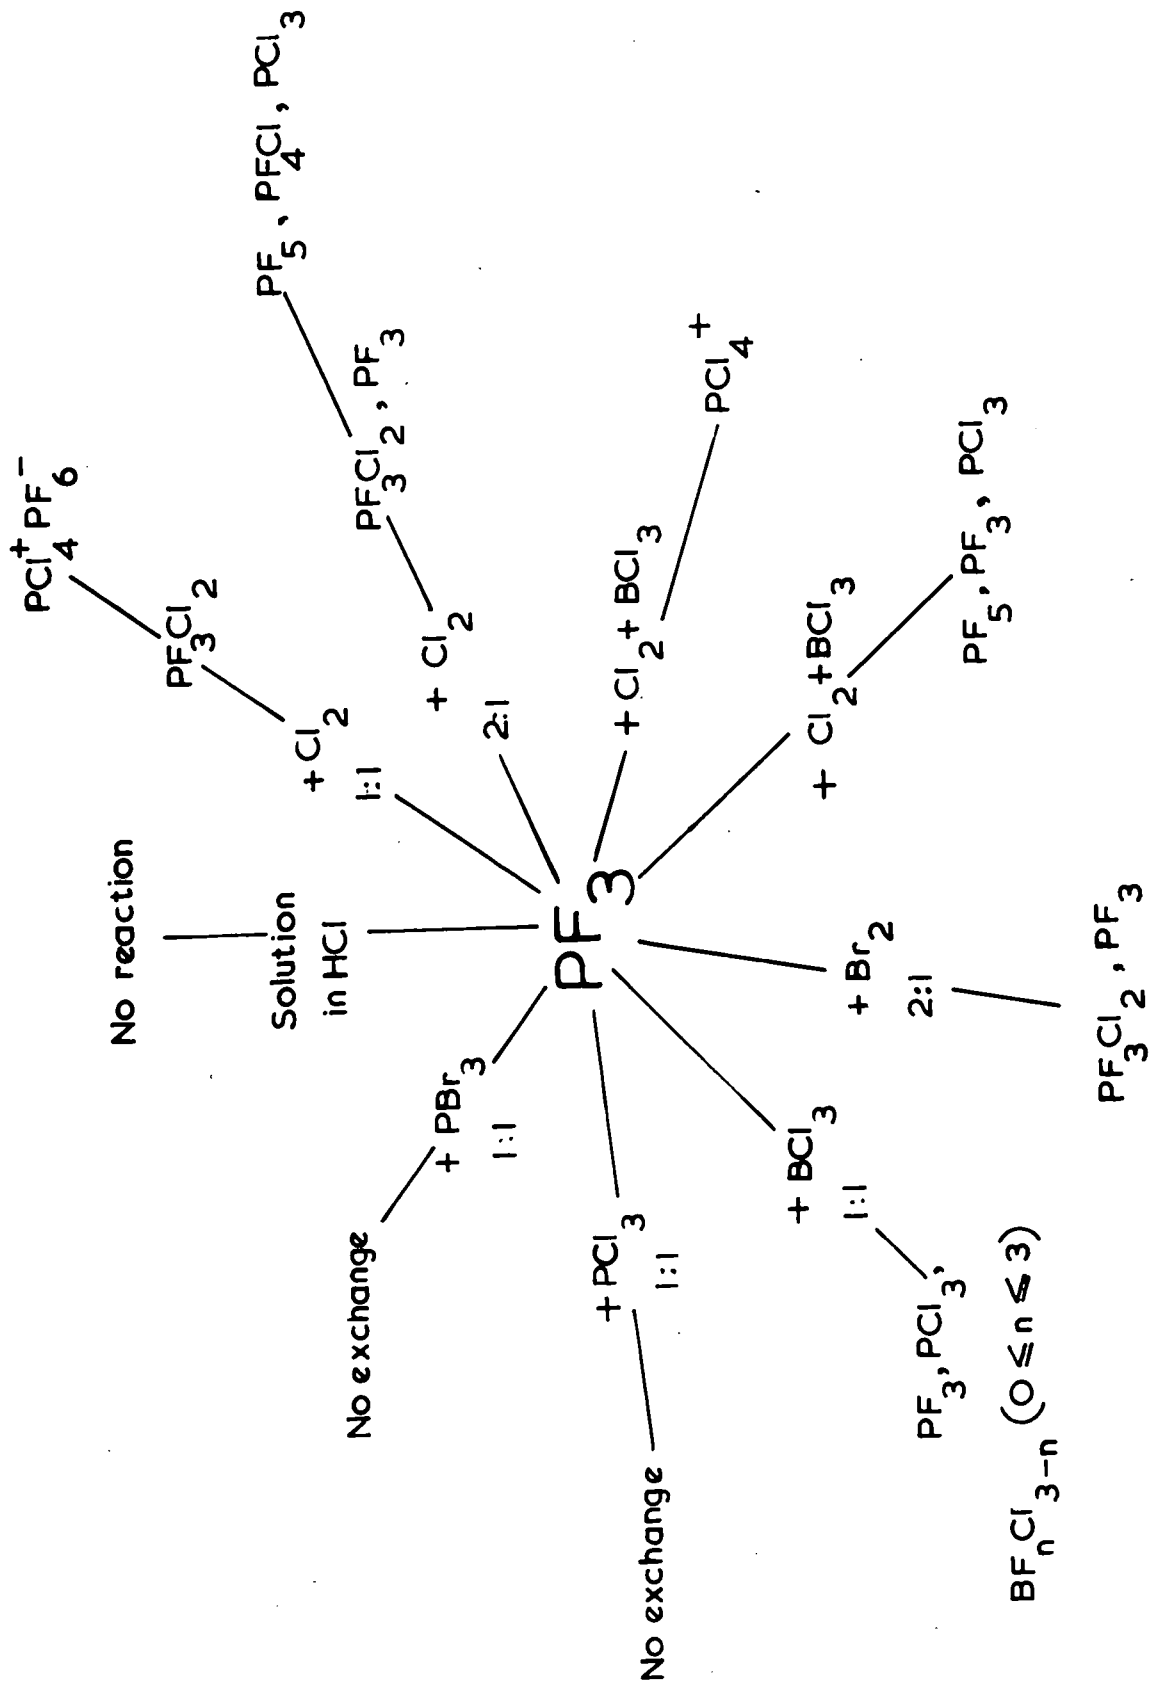 PF₃
Solution
in HCl
No reaction
+ Cl₂
1:1
PF₃Cl₂
PCl₄⁺PF₆⁻
+ Cl₂
2:1
PF₃Cl₂, PF₃
PF₅, PF₄Cl, PCl₃
+ Cl₂ + BCl₃
PCl₄⁺
+ Cl₂ + BCl₃
PF₅, PF₃, PCl₃
+ Br₂
2:1
PF₃Cl₂, PF₃
+ BCl₃
1:1
PF₃, PCl₃,
BFₙCl₃₋ₙ (0 ≤ n ≤ 3)
+ PCl₃
1:1
No exchange
+ PBr₃
1:1
No exchange